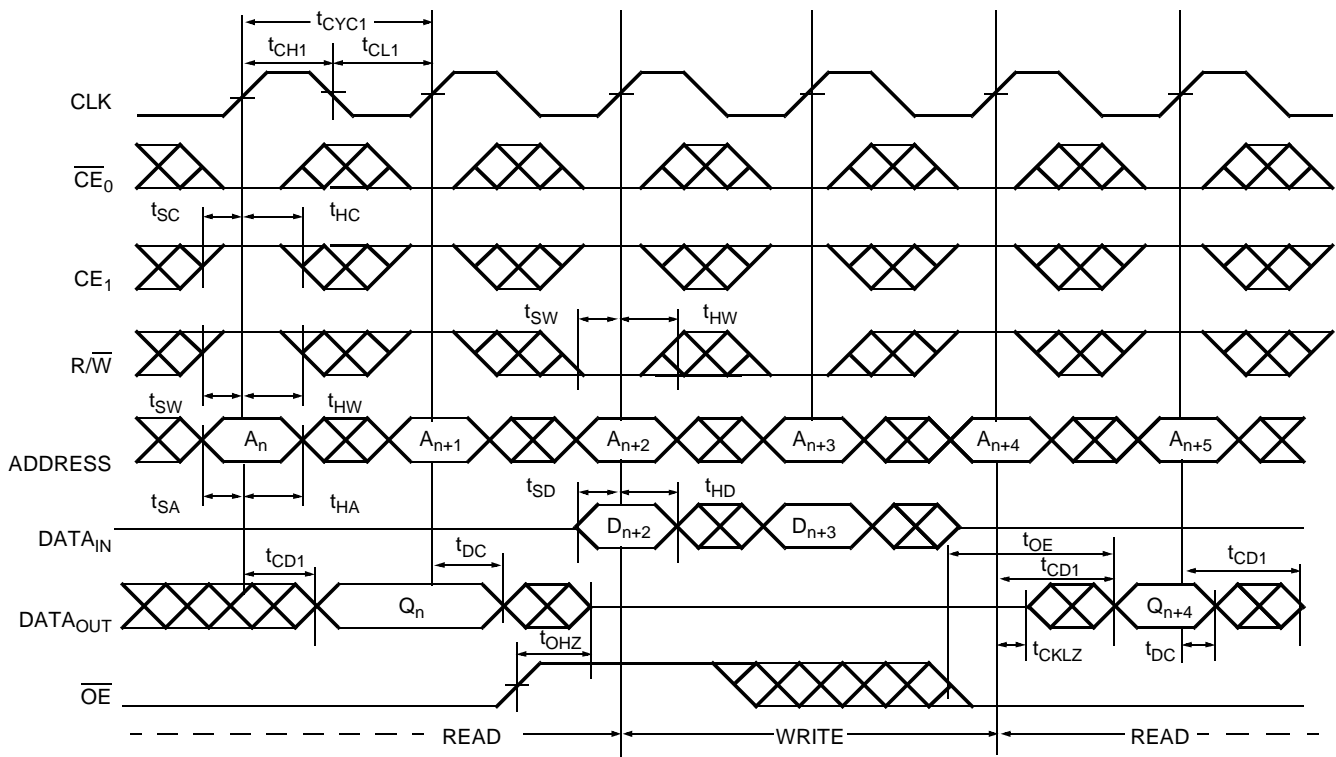 tCYC1
tCH1 tCL1
CLK
CE0
tSC tHC
CE1
tSW tHW
R/W
tSW tHW
An An+1 An+2 An+3 An+4 An+5
ADDRESS
tSA tHA tSD tHD
Dn+2 Dn+3
DATAIN
tOE
tCD1 tDC tCD1 tCD1
Qn Qn+4
DATAOUT
tOHZ tCKLZ tDC
OE
READ WRITE READ